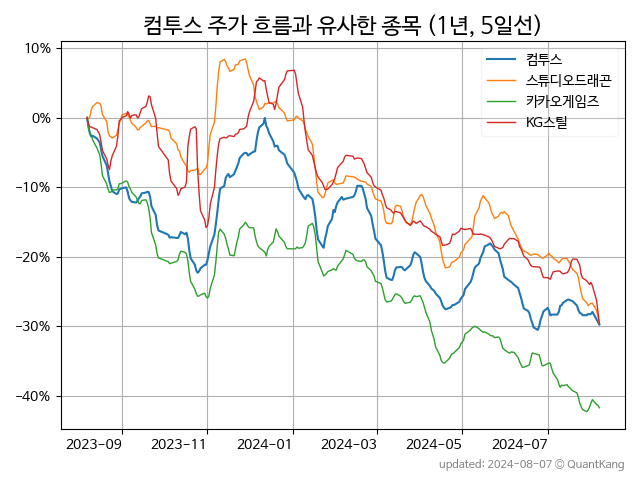 컴투스 주가 흐름과 유사한 종목 (1년, 5일선)
컴투스
스튜디오드래곤
카카오게임즈
KG스틸
10%
0%
−10%
−20%
−30%
−40%
2023-09
2023-11
2024-01
2024-03
2024-05
2024-07
updated: 2024-08-07 © QuantKang